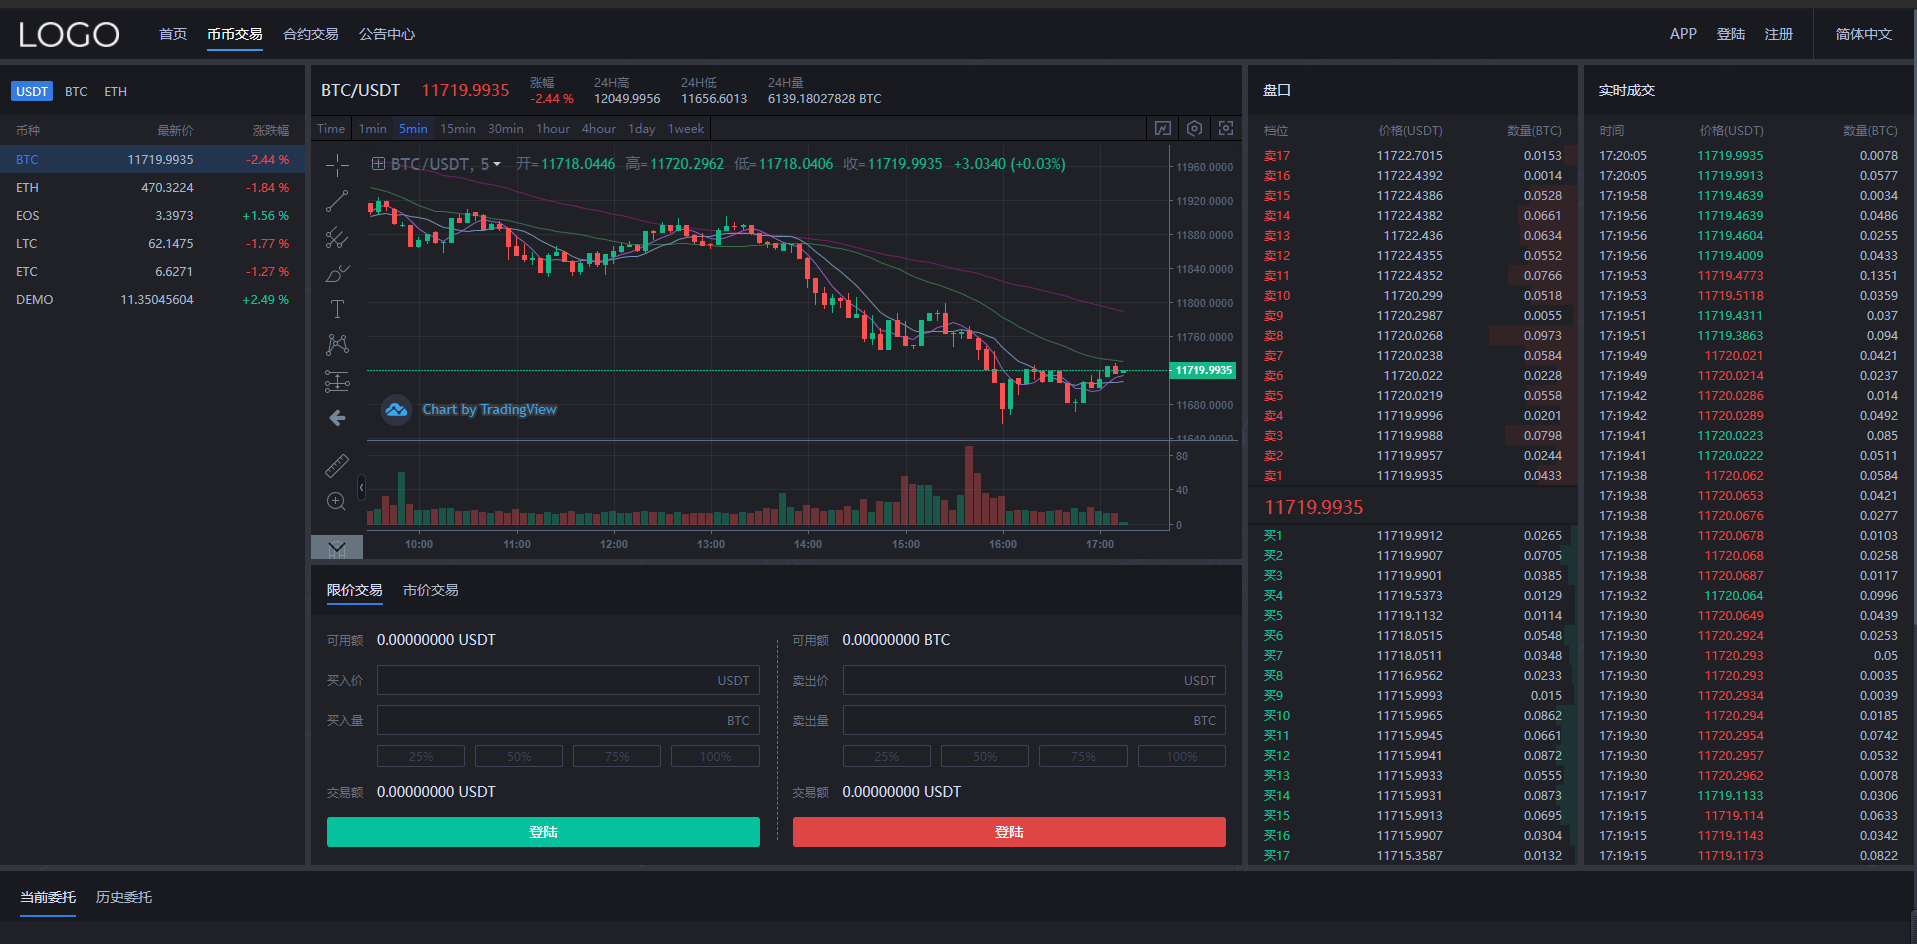 LOGO 首页 币币交易 合约交易 公告中心 APP 登陆 注册 简体中文
USDT BTC ETH
币种 最新价 涨跌幅
BTC 11719.9935 -2.44 %
ETH 470.3224 -1.84 %
EOS 3.3973 +1.56 %
LTC 62.1475 -1.77 %
ETC 6.6271 -1.27 %
DEMO 11.35045604 +2.49 %
BTC/USDT 11719.9935
涨幅 24H高 24H低 24H量
-2.44 % 12049.9956 11656.6013 6139.18027828 BTC
Time 1min 5min 15min 30min 1hour 4hour 1day 1week
BTC/USDT, 5 开=11718.0446 高=11720.2962 低=11718.0406 收=11719.9935 +3.0340 (+0.03%)
11960.0000
11920.0000
11880.0000
11840.0000
11800.0000
11760.0000
11719.9935
11680.0000
11640.0000
Chart by TradingView
80
40
0
10:00 11:00 12:00 13:00 14:00 15:00 16:00 17:00
限价交易 市价交易
可用额 0.00000000 USDT
买入价 USDT
买入量 BTC
25% 50% 75% 100%
交易额 0.00000000 USDT
登陆
可用额 0.00000000 BTC
卖出价 USDT
卖出量 BTC
25% 50% 75% 100%
交易额 0.00000000 USDT
登陆
盘口
档位 价格(USDT) 数量(BTC)
卖17 11722.7015 0.0153
卖16 11722.4392 0.0014
卖15 11722.4386 0.0528
卖14 11722.4382 0.0661
卖13 11722.436 0.0634
卖12 11722.4355 0.0552
卖11 11722.4352 0.0766
卖10 11720.299 0.0518
卖9 11720.2987 0.0055
卖8 11720.0268 0.0973
卖7 11720.0238 0.0584
卖6 11720.022 0.0228
卖5 11720.0219 0.0558
卖4 11719.9996 0.0201
卖3 11719.9988 0.0798
卖2 11719.9957 0.0244
卖1 11719.9935 0.0433
11719.9935
买1 11719.9912 0.0265
买2 11719.9907 0.0705
买3 11719.9901 0.0385
买4 11719.5373 0.0129
买5 11719.1132 0.0114
买6 11718.0515 0.0548
买7 11718.0511 0.0348
买8 11716.9562 0.0233
买9 11715.9993 0.015
买10 11715.9965 0.0862
买11 11715.9945 0.0661
买12 11715.9941 0.0872
买13 11715.9933 0.0555
买14 11715.9931 0.0873
买15 11715.9913 0.0695
买16 11715.9907 0.0304
买17 11715.3587 0.0132
实时成交
时间 价格(USDT) 数量(BTC)
17:20:05 11719.9935 0.0078
17:20:05 11719.9913 0.0577
17:19:58 11719.4639 0.0034
17:19:56 11719.4639 0.0486
17:19:56 11719.4604 0.0255
17:19:56 11719.4009 0.0433
17:19:53 11719.4773 0.1351
17:19:53 11719.5118 0.0359
17:19:51 11719.4311 0.037
17:19:51 11719.3863 0.094
17:19:49 11720.021 0.0421
17:19:49 11720.0214 0.0237
17:19:42 11720.0286 0.014
17:19:42 11720.0289 0.0492
17:19:41 11720.0223 0.085
17:19:41 11720.0222 0.0511
17:19:38 11720.062 0.0584
17:19:38 11720.0653 0.0421
17:19:38 11720.0676 0.0277
17:19:38 11720.0678 0.0103
17:19:38 11720.068 0.0258
17:19:38 11720.0687 0.0117
17:19:32 11720.064 0.0996
17:19:30 11720.0649 0.0439
17:19:30 11720.2924 0.0253
17:19:30 11720.293 0.05
17:19:30 11720.293 0.0035
17:19:30 11720.2934 0.0039
17:19:30 11720.294 0.0185
17:19:30 11720.2954 0.0742
17:19:30 11720.2957 0.0532
17:19:30 11720.2962 0.0078
17:19:17 11719.1133 0.0306
17:19:15 11719.114 0.0633
17:19:15 11719.1143 0.0342
17:19:15 11719.1173 0.0822
当前委托 历史委托